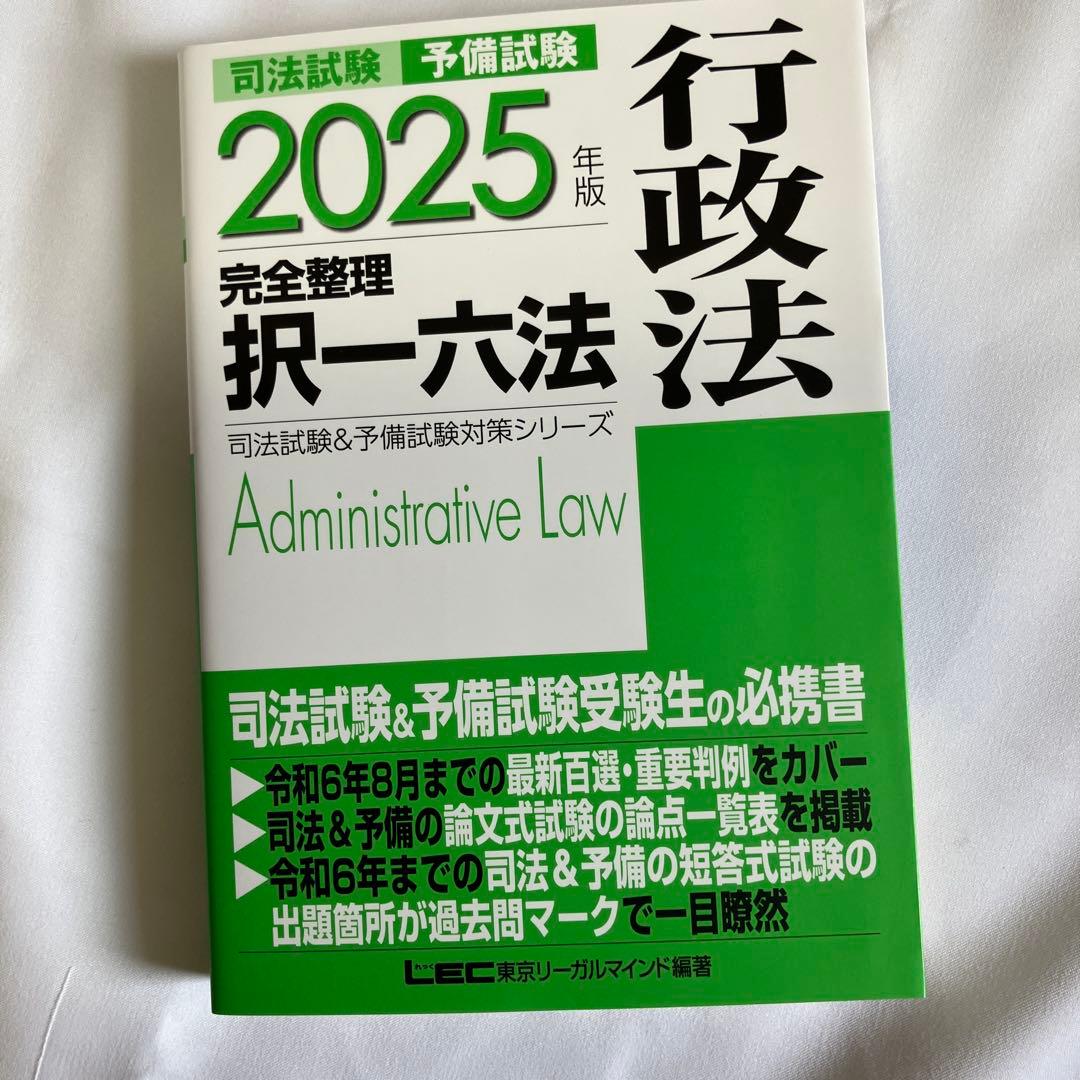 司法試験 予備試験
2025年版
行政法
完全整理
択一六法
司法試験&予備試験対策シリーズ
Administrative Law
司法試験&予備試験受験生の必携書
▶令和6年8月までの最新百選・重要判例をカバー
▶司法&予備の論文式試験の論点一覧表を掲載
▶令和6年までの司法&予備の短答式試験の
出題箇所が過去問マークで一目瞭然
れっく
LEC東京リーガルマインド編著